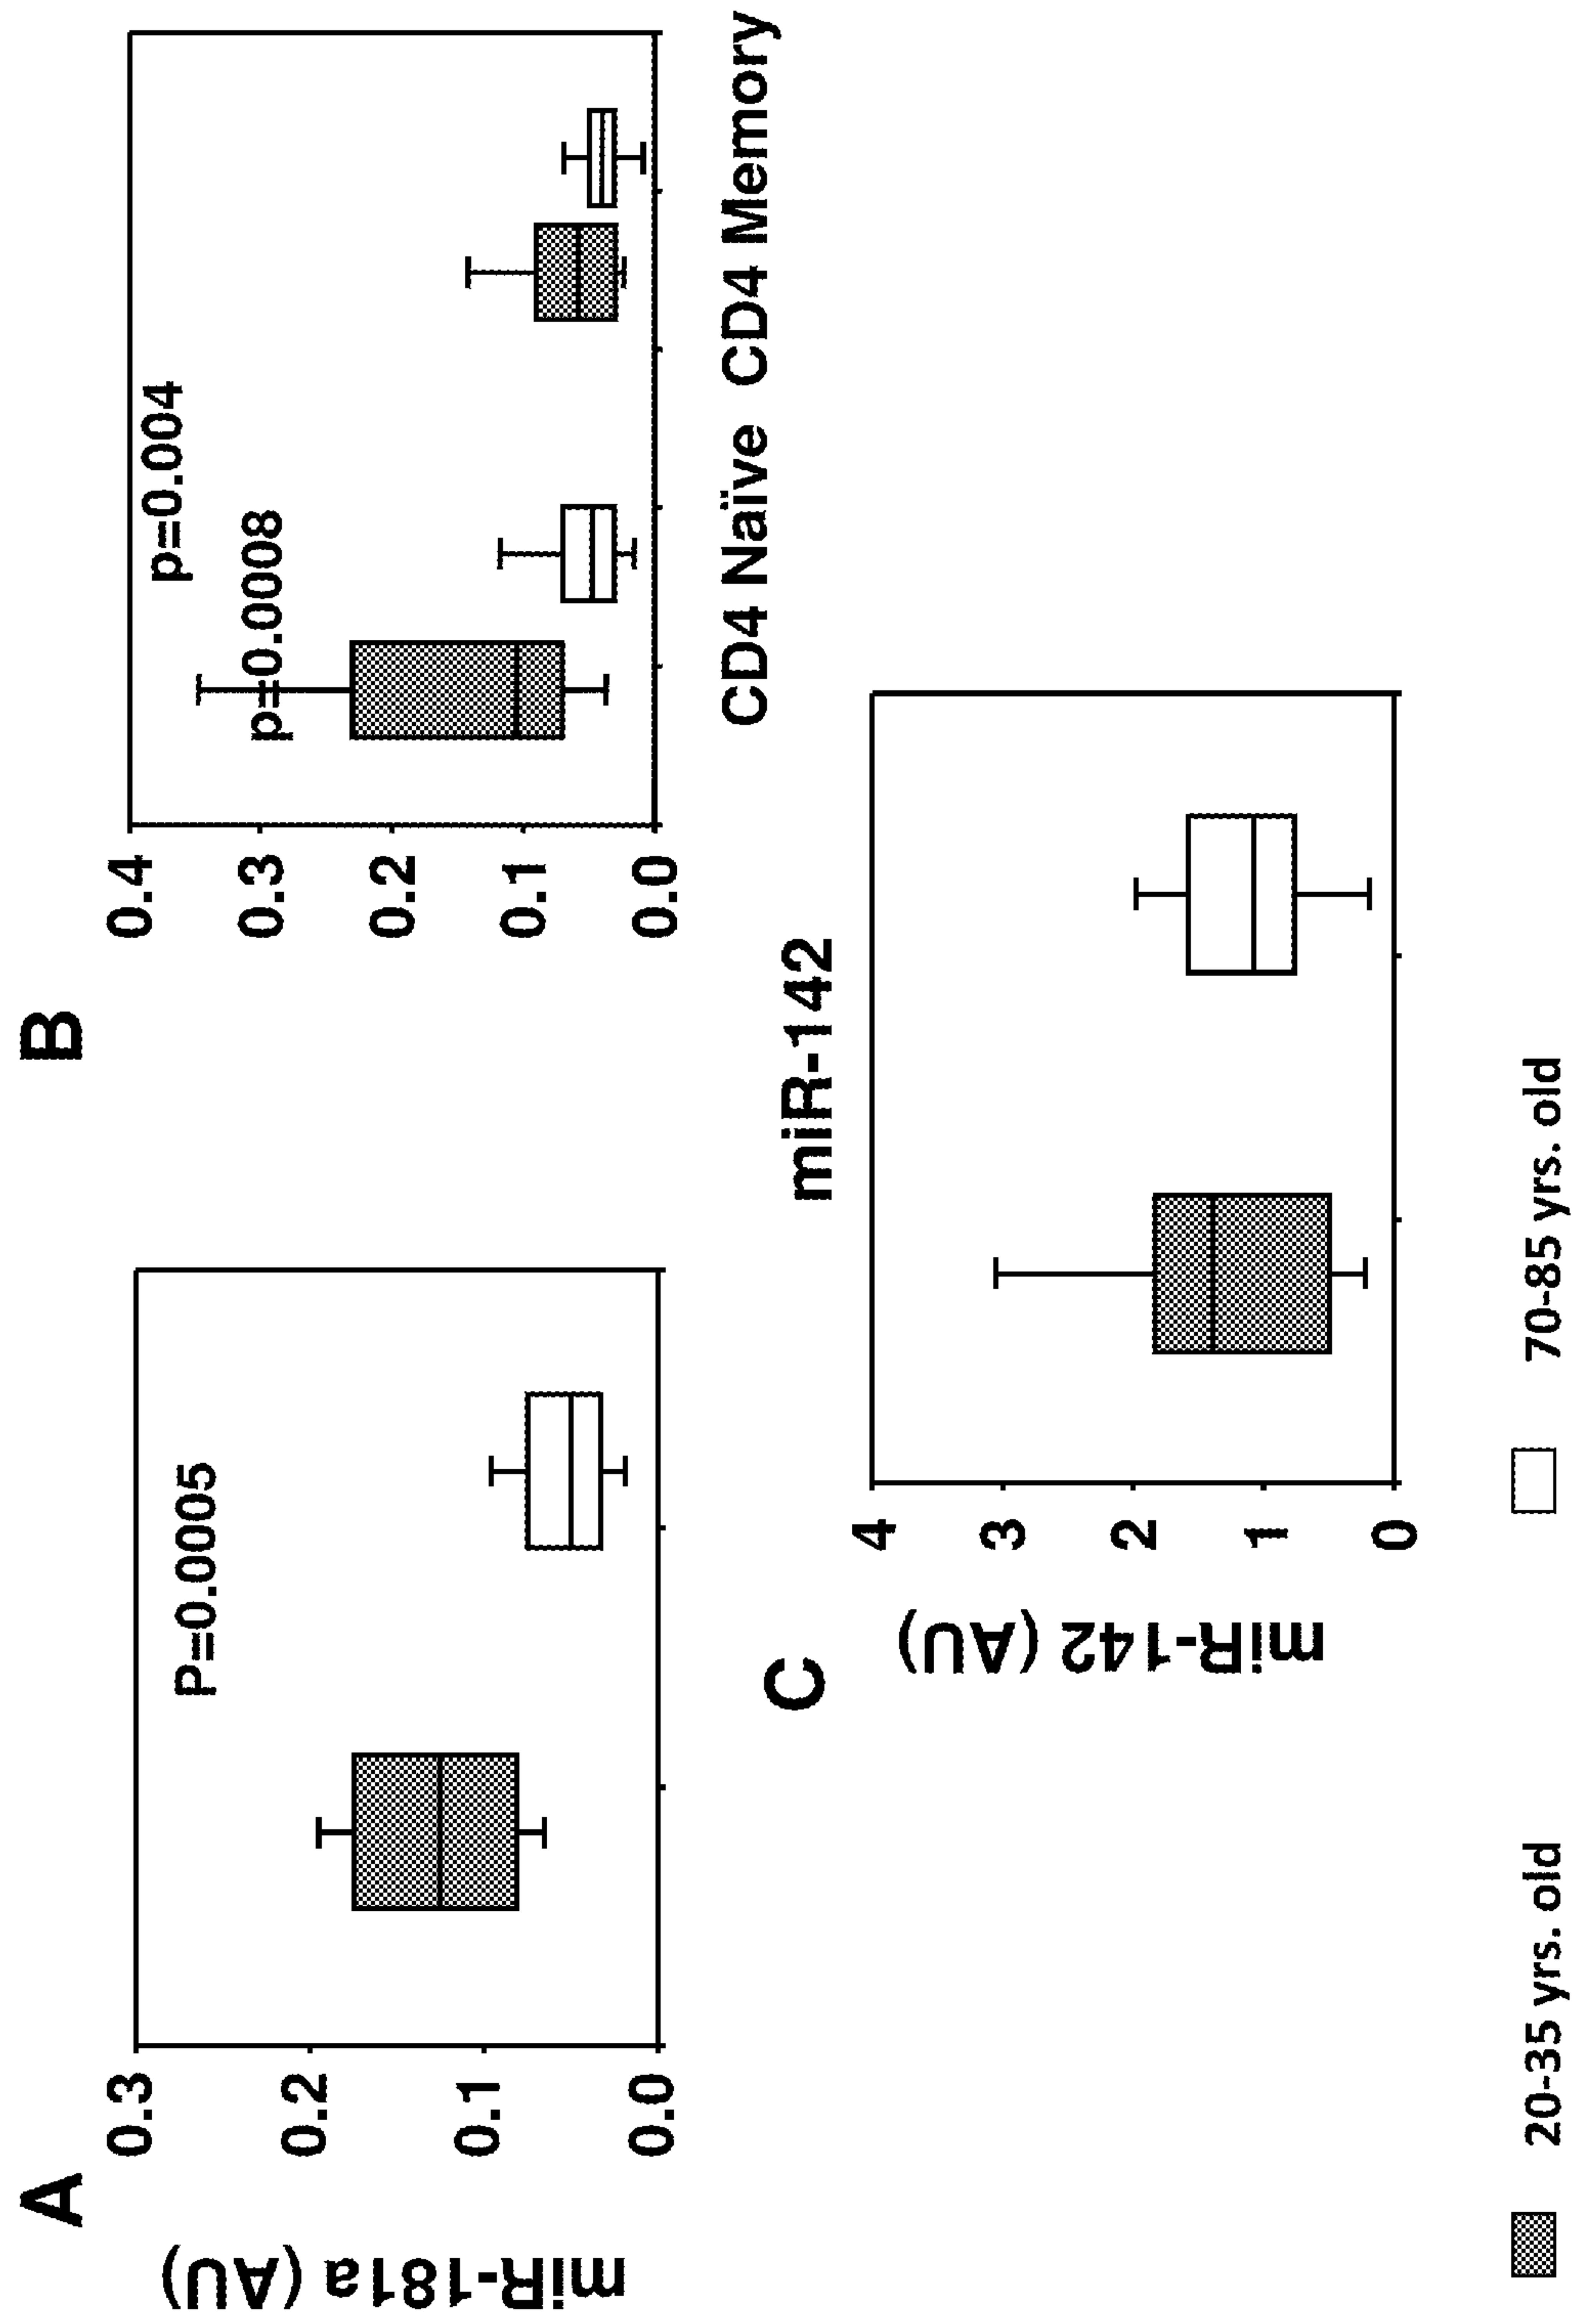 A
miR-181a (AU)
0.3
0.2
0.1
0.0
P=0.0005
B
0.4
0.3
0.2
0.1
0.0
p=0.004
p=0.0008
CD4 Naïve CD4 Memory
C
miR-142
miR-142 (AU)
4
3
2
1
0
20-35 yrs. old
70-85 yrs. old